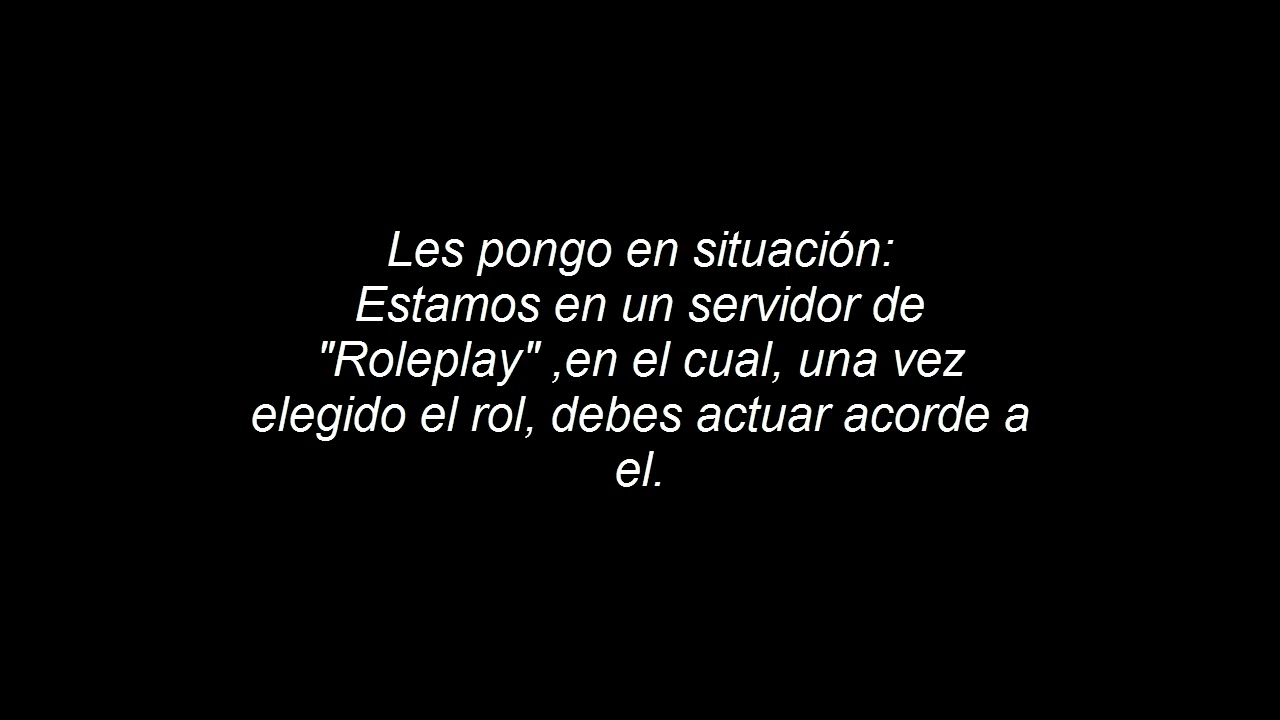 Les pongo en situación:
Estamos en un servidor de
"Roleplay" ,en el cual, una vez
elegido el rol, debes actuar acorde a
el.